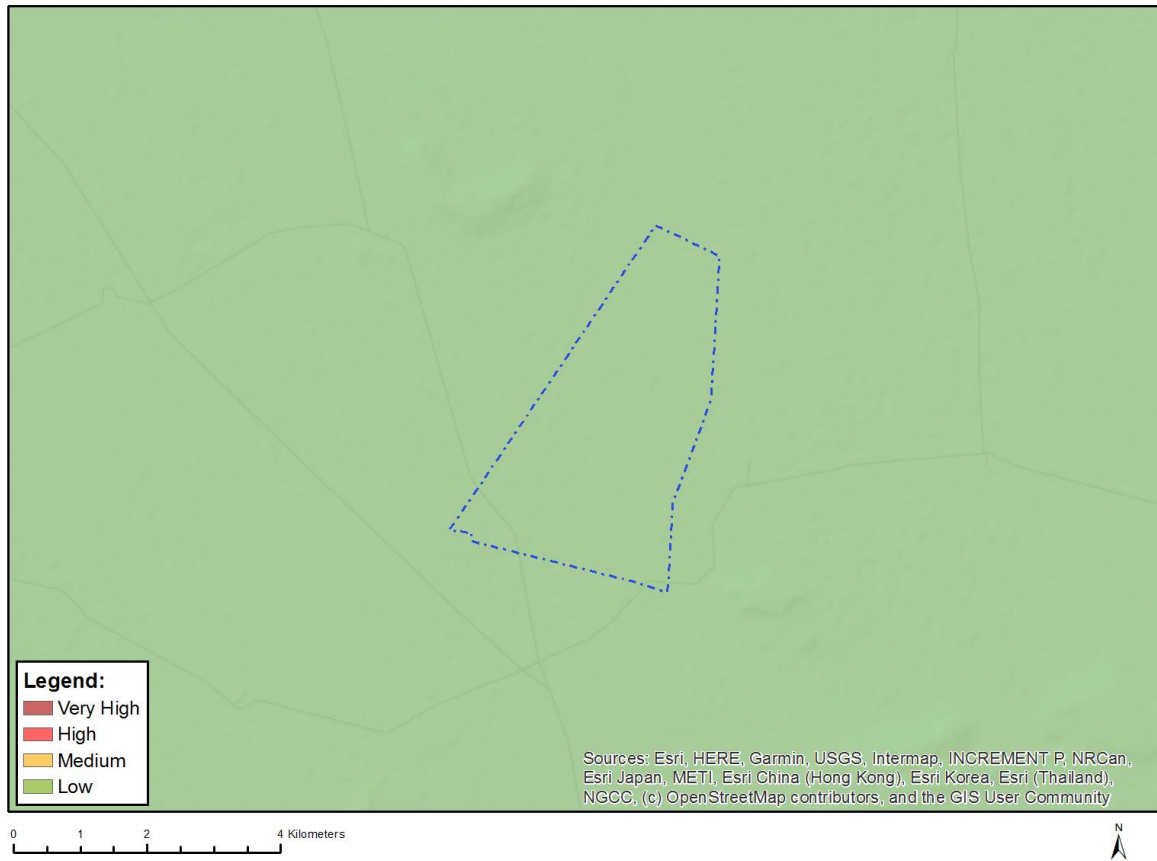 Legend:
Very High
High
Medium
Low
Sources: Esri, HERE, Garmin, USGS, Intermap, INCREMENT P, NRCan,
Esri Japan, METI, Esri China (Hong Kong), Esri Korea, Esri (Thailand),
NGCC, (c) OpenStreetMap contributors, and the GIS User Community
0 1 2 4 Kilometers
N